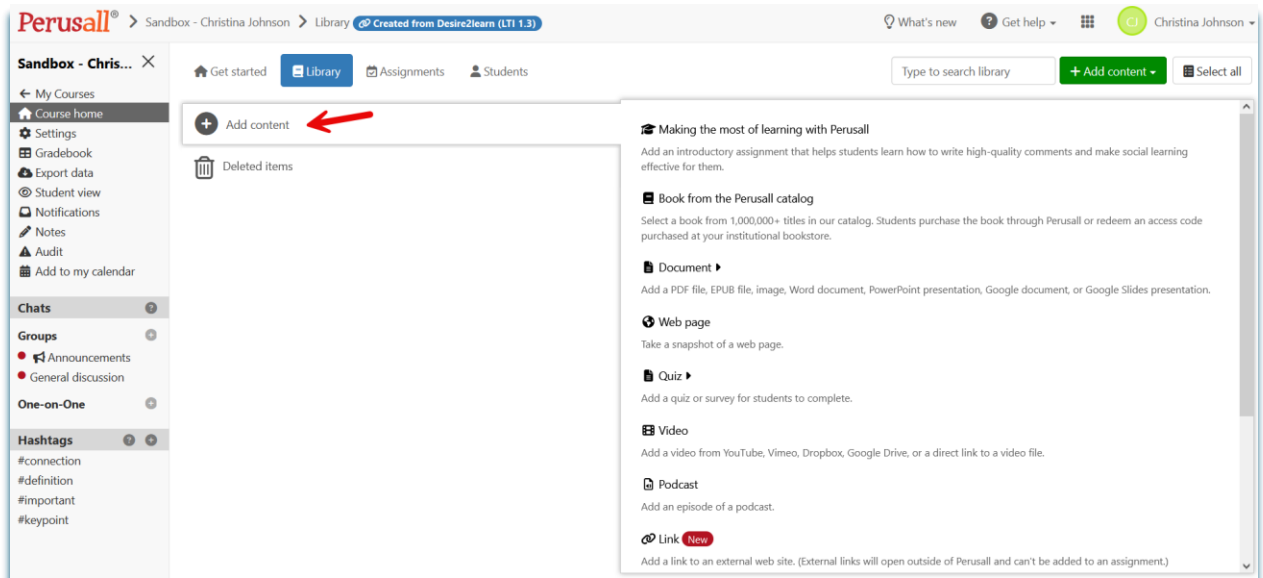 Perusall® > Sandbox - Christina Johnson > Library Created from Desire2learn (LTI 1.3)
What's new
Get help
CJ
Christina Johnson
Sandbox - Chris...
My Courses
Course home
Settings
Gradebook
Export data
Student view
Notifications
Notes
Audit
Add to my calendar
Chats
Groups
Announcements
General discussion
One-on-One
Hashtags
#connection
#definition
#important
#keypoint
Get started
Library
Assignments
Students
Type to search library
+ Add content
Select all
Add content
Deleted items
Making the most of learning with Perusall
Add an introductory assignment that helps students learn how to write high-quality comments and make social learning
effective for them.
Book from the Perusall catalog
Select a book from 1,000,000+ titles in our catalog. Students purchase the book through Perusall or redeem an access code
purchased at your institutional bookstore.
Document
Add a PDF file, EPUB file, image, Word document, PowerPoint presentation, Google document, or Google Slides presentation.
Web page
Take a snapshot of a web page.
Quiz
Add a quiz or survey for students to complete.
Video
Add a video from YouTube, Vimeo, Dropbox, Google Drive, or a direct link to a video file.
Podcast
Add an episode of a podcast.
Link New
Add a link to an external web site. (External links will open outside of Perusall and can't be added to an assignment.)